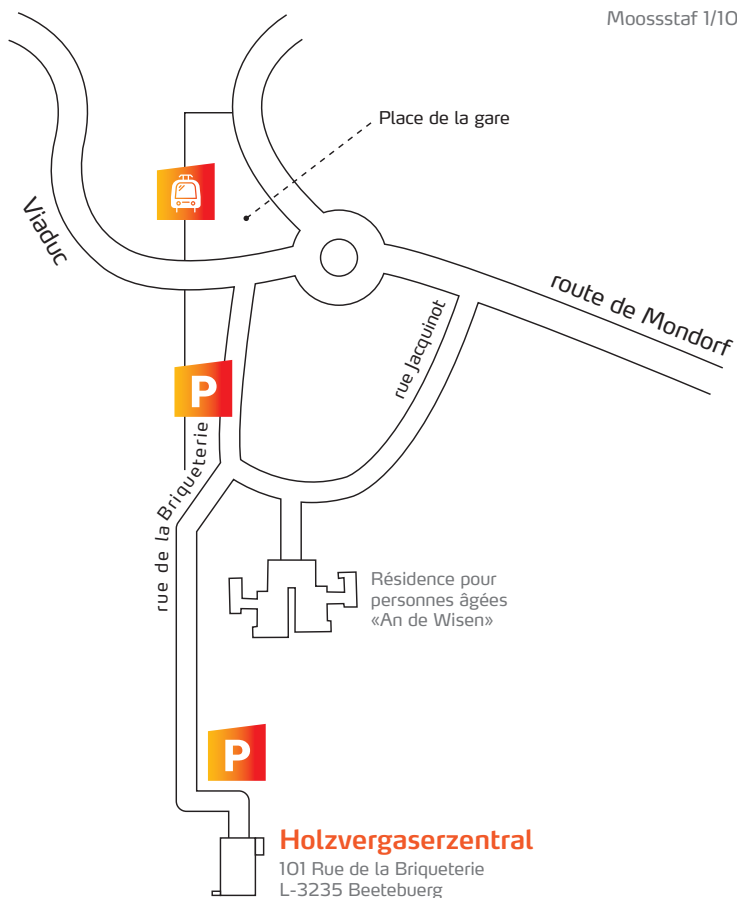 Moossstaf 1/10
Place de la gare
Viaduc
route de Mondorf
rue Jacquinot
P
rue de la Briqueterie
Résidence pour
personnes âgées
«An de Wisen»
P
Holzvergaserzentral
101 Rue de la Briqueterie
L-3235 Beetebuerg